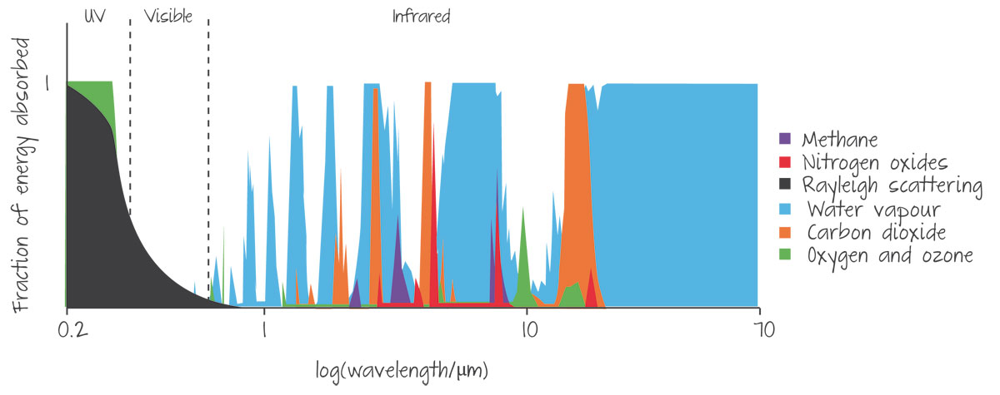 UV Visible Infrared
Fraction of energy absorbed
1
0.2 1 10 70
log(wavelength/μm)
Methane
Nitrogen oxides
Rayleigh scattering
Water vapour
Carbon dioxide
Oxygen and ozone